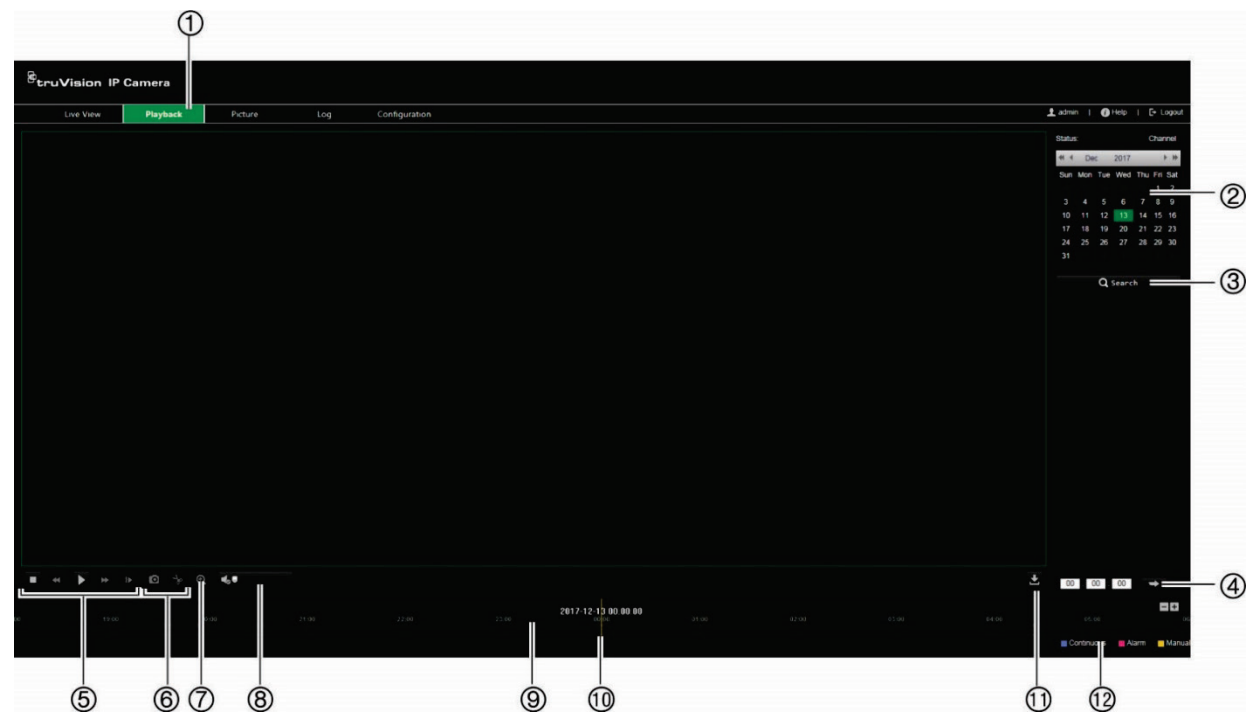 ①
truVision IP Camera
Live View Playback Picture Log Configuration admin | Help | Logout
Status: Channel
Dec 2017
Sun Mon Tue Wed Thu Fri Sat
1 2
②
3 4 5 6 7 8 9
10 11 12 13 14 15 16
17 18 19 20 21 22 23
24 25 26 27 28 29 30
31
Search ③
00 00 00 ④
2017-12-13 00:00:00
19:00 21:00 22:00 23:00 00:00 01:00 02:00 03:00 04:00 05:00
Continuous Alarm Manual
⑤ ⑥ ⑦ ⑧ ⑨ ⑩ ⑪ ⑫